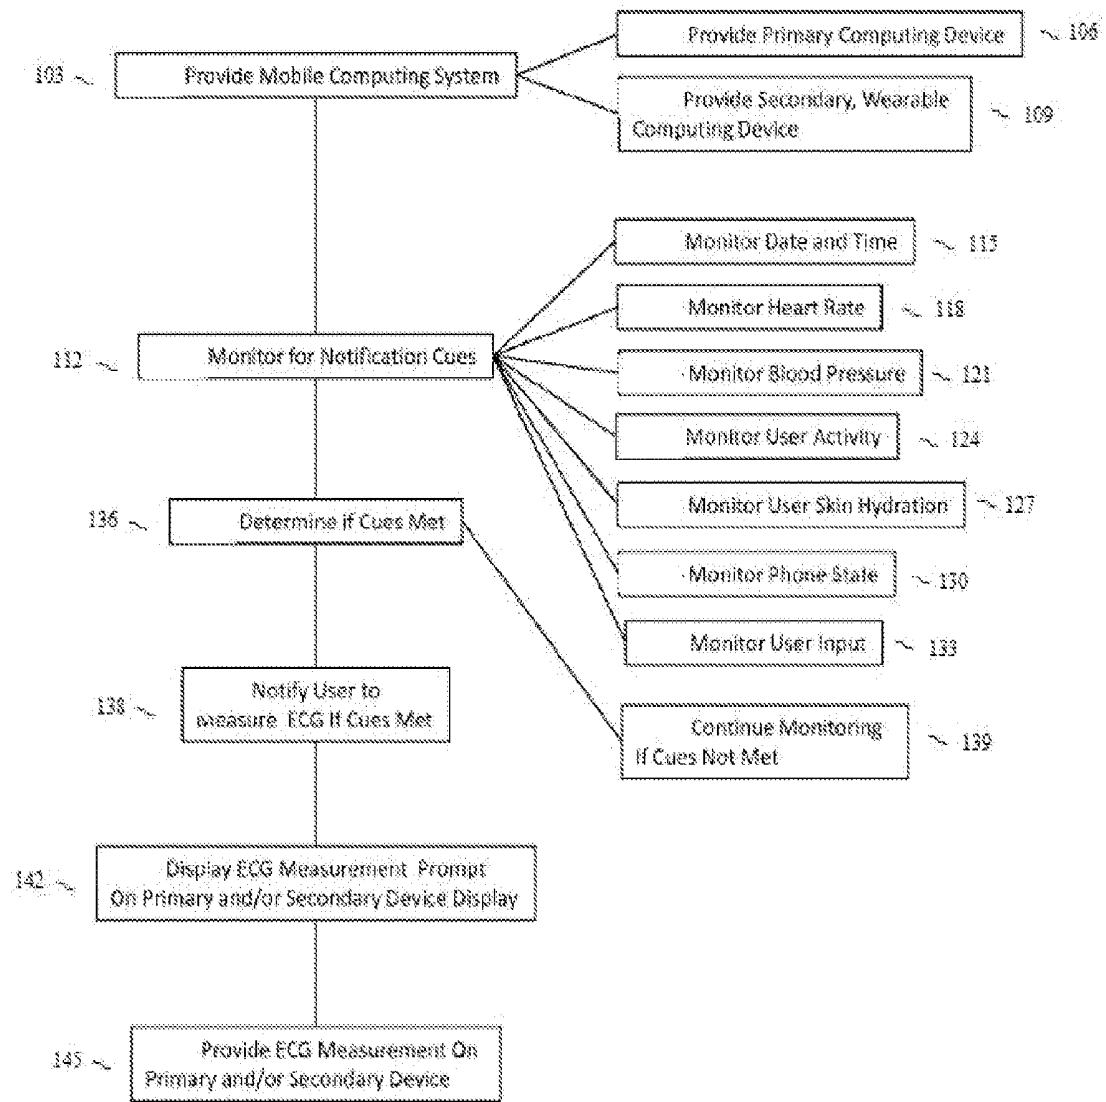 Provide Primary Computing Device 106
103 Provide Mobile Computing System
Provide Secondary, Wearable
Computing Device 109
Monitor Date and Time 115
Monitor Heart Rate 118
112 Monitor for Notification Cues
Monitor Blood Pressure 121
Monitor User Activity 124
Monitor User Skin Hydration 127
136 Determine if Cues Met
Monitor Phone State 130
Monitor User Input 133
138 Notify User to
measure ECG If Cues Met
Continue Monitoring 139
If Cues Not Met
142 Display ECG Measurement Prompt
On Primary and/or Secondary Device Display
145 Provide ECG Measurement On
Primary and/or Secondary Device